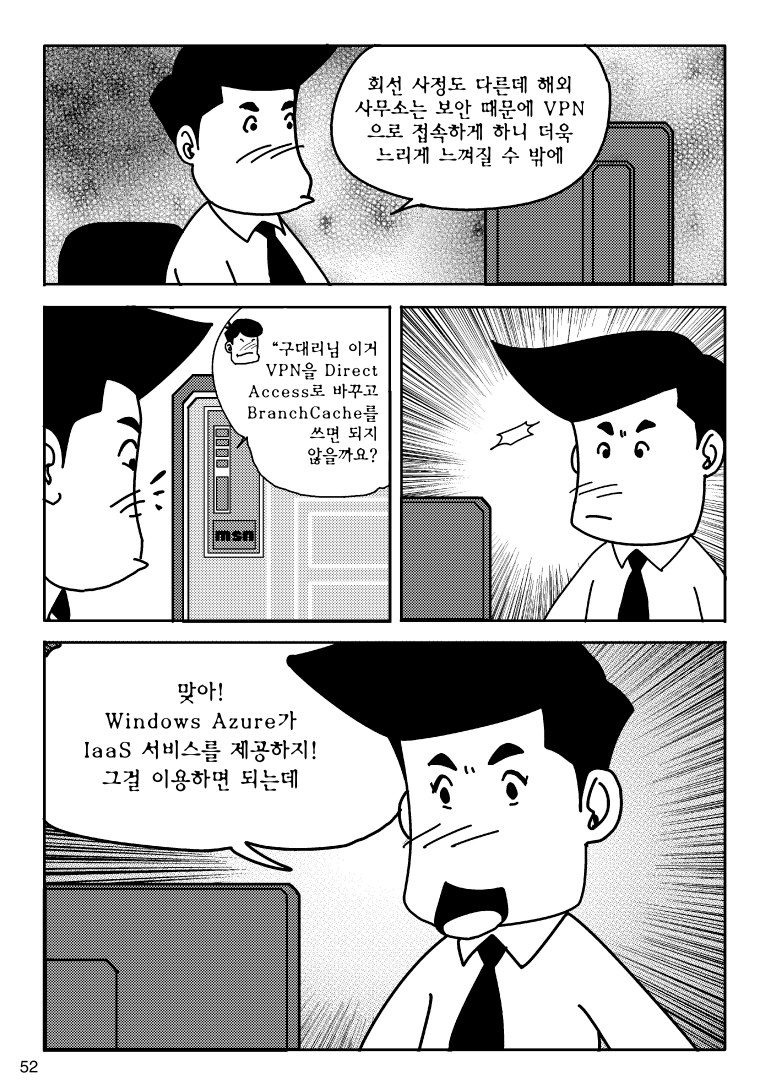 회선 사정도 다른데 해외
사무소는 보안 때문에 VPN
으로 접속하게 하니 더욱
느리게 느껴질 수 밖에
“구대리님 이거
VPN을 Direct
Access로 바꾸고
BranchCache를
쓰면 되지
않을까요?
msn
맞아!
Windows Azure가
IaaS 서비스를 제공하지!
그걸 이용하면 되는데
52